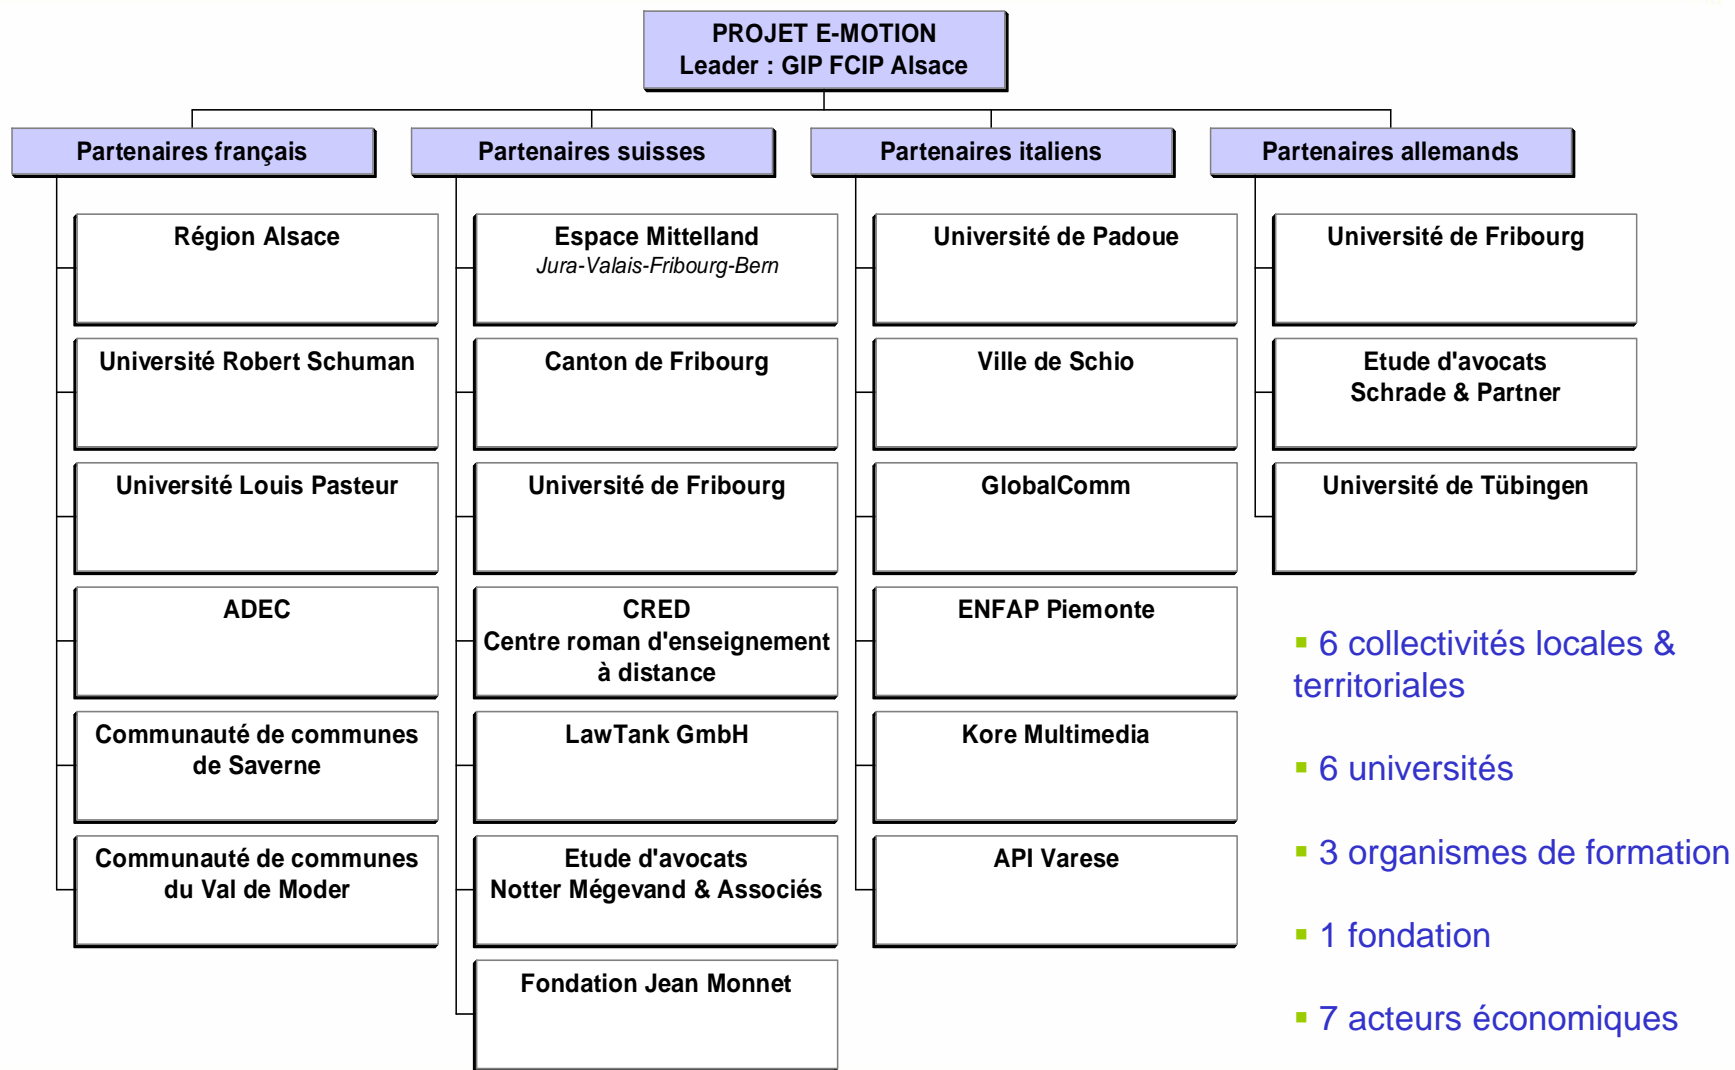 PROJET E-MOTION
Leader : GIP FCIP Alsace
Partenaires français
Région Alsace
Université Robert Schuman
Université Louis Pasteur
ADEC
Communauté de communes
de Saverne
Communauté de communes
du Val de Moder
Partenaires suisses
Espace Mittelland
Jura-Valais-Fribourg-Bern
Canton de Fribourg
Université de Fribourg
CRED
Centre roman d'enseignement
à distance
LawTank GmbH
Etude d'avocats
Notter Mégevand & Associés
Fondation Jean Monnet
Partenaires italiens
Université de Padoue
Ville de Schio
GlobalComm
ENFAP Piemonte
Kore Multimedia
API Varese
Partenaires allemands
Université de Fribourg
Etude d'avocats
Schrade & Partner
Université de Tübingen
▪ 6 collectivités locales &
territoriales
▪ 6 universités
▪ 3 organismes de formation
▪ 1 fondation
▪ 7 acteurs économiques